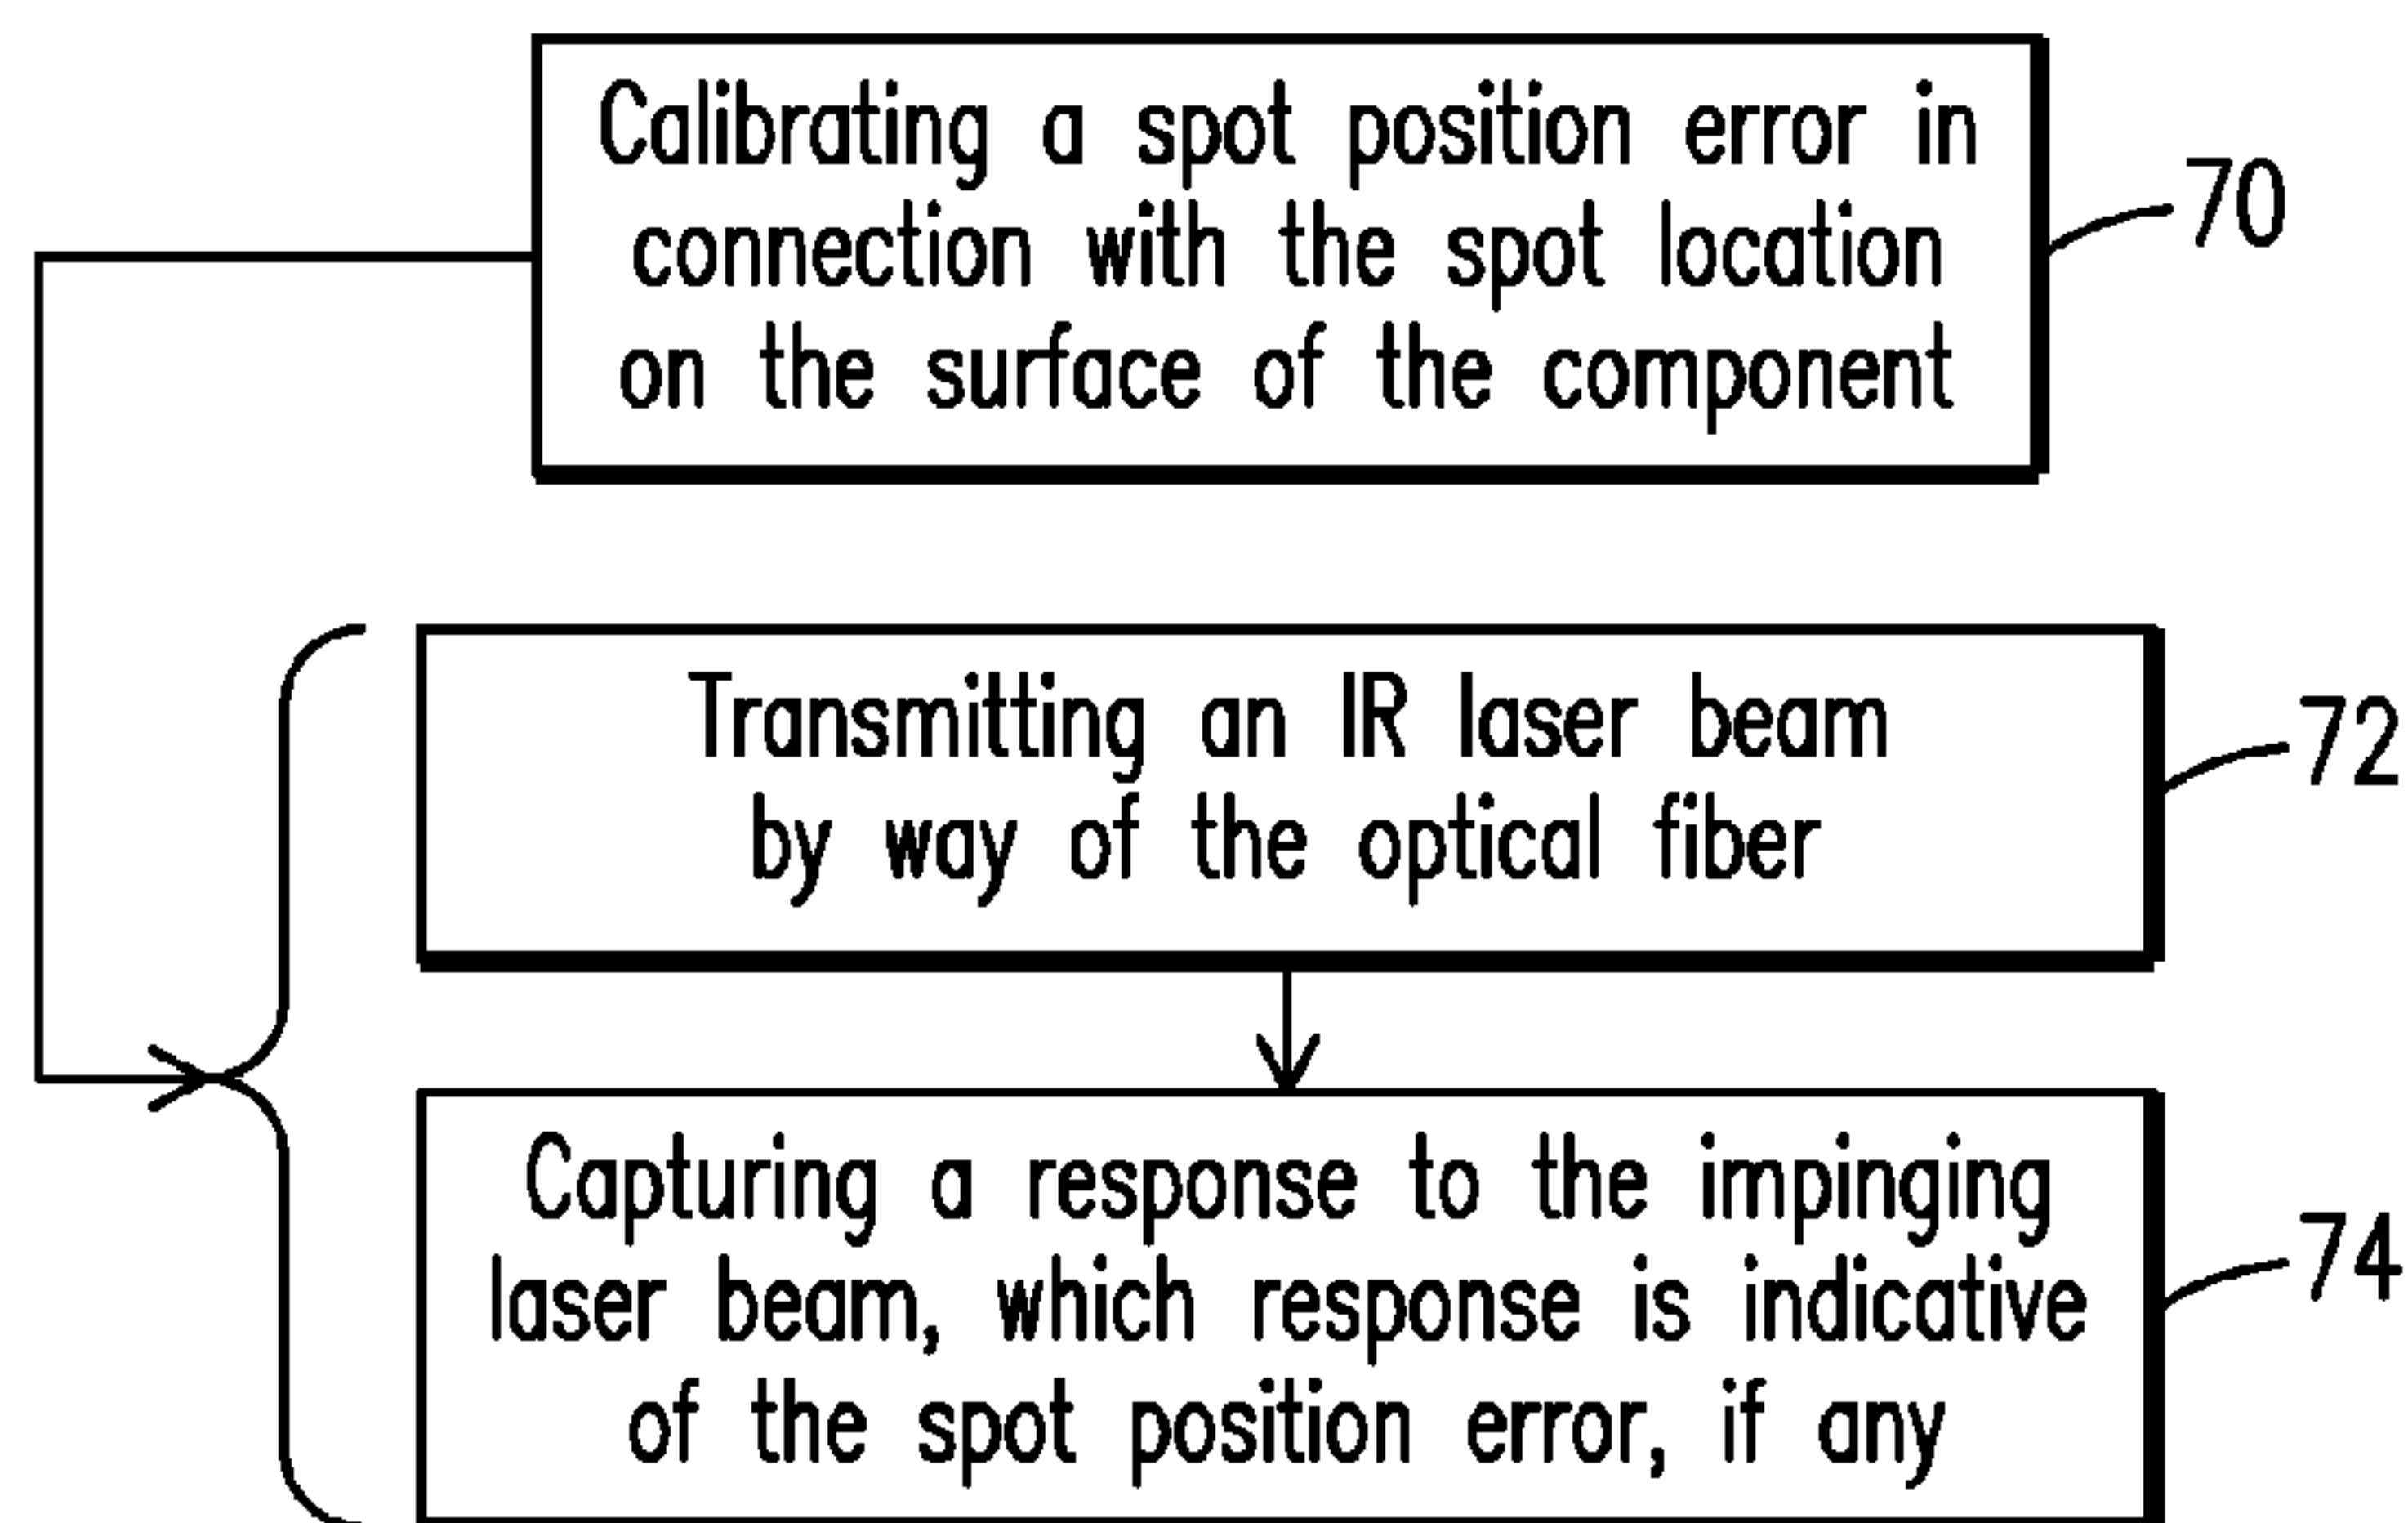 Calibrating a spot position error in
connection with the spot location
on the surface of the component
70
Transmitting an IR laser beam
by way of the optical fiber
72
Capturing a response to the impinging
laser beam, which response is indicative
of the spot position error, if any
74